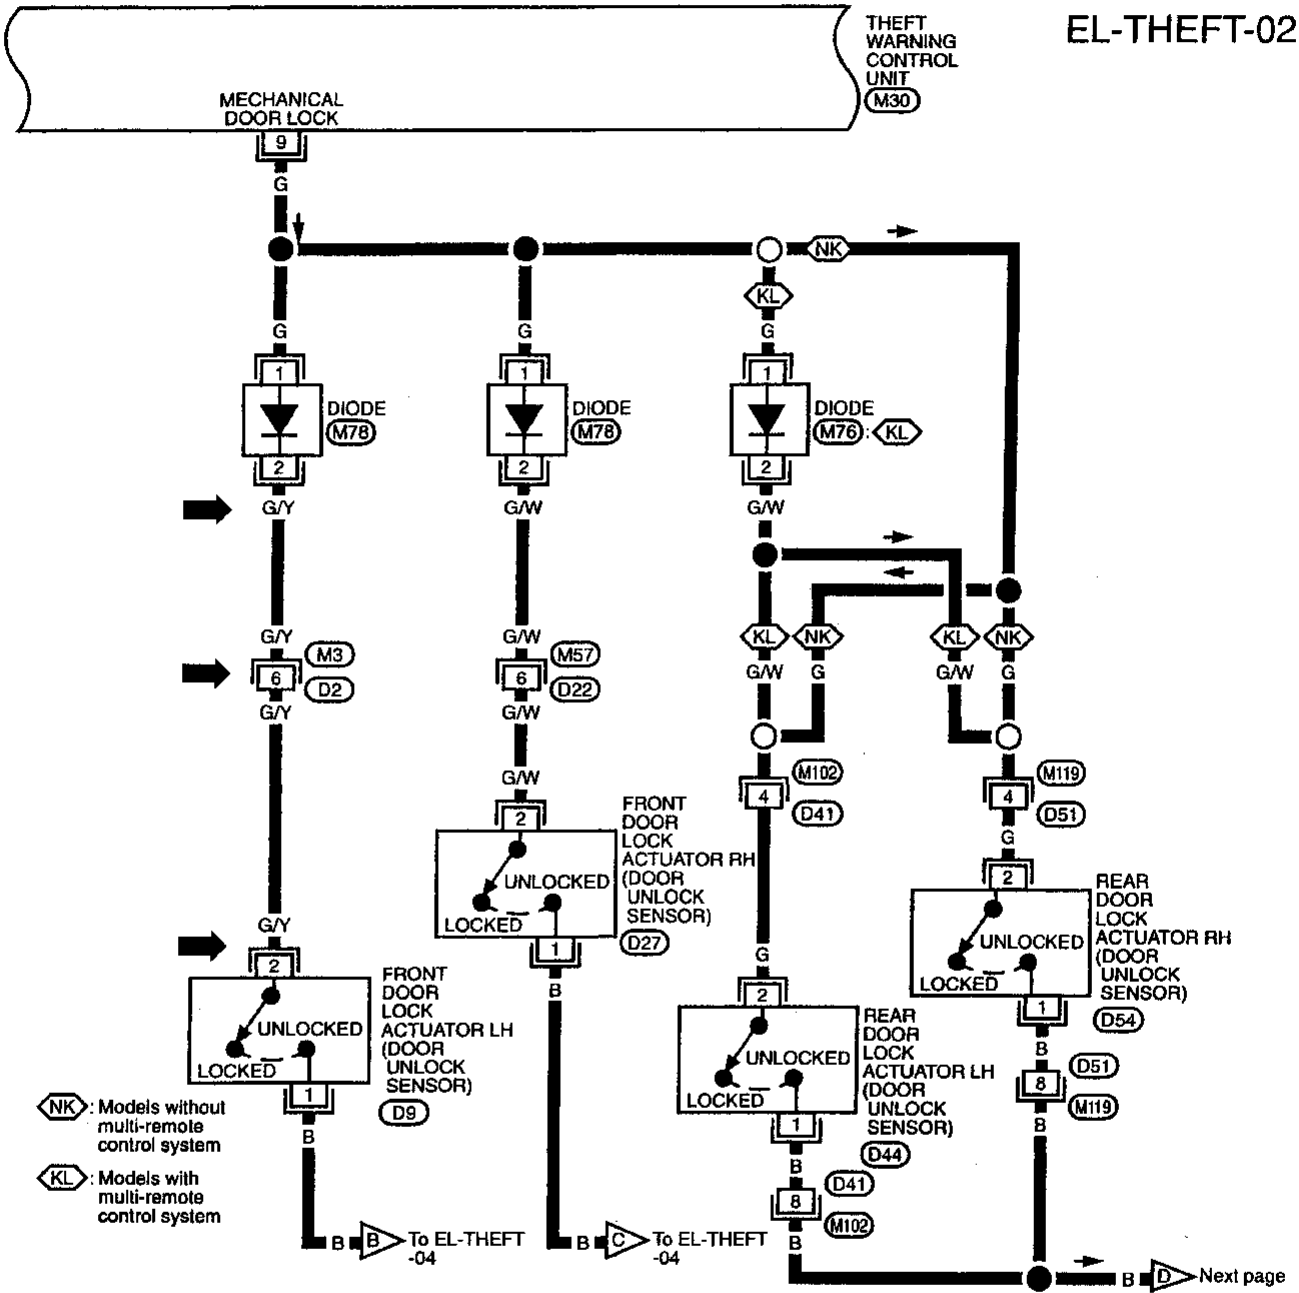 EL-THEFT-02
THEFT
WARNING
CONTROL
UNIT
M30
MECHANICAL
DOOR LOCK
9
G
NK
KL
G
G
G
1
1
1
DIODE
M78
DIODE
M78
DIODE
M76 : KL
2
2
2
G/Y
G/W
G/W
G/Y
G/W
KL
NK
KL
NK
M3
M57
6
6
D2
D22
G/W
G
G/W
G
G/Y
G/W
G/W
M102
M119
4
4
D41
D51
G
2
FRONT
DOOR
LOCK
ACTUATOR RH
(DOOR
UNLOCK
SENSOR)
UNLOCKED
LOCKED
D27
1
B
2
REAR
DOOR
LOCK
ACTUATOR RH
(DOOR
UNLOCK
SENSOR)
UNLOCKED
LOCKED
D54
1
B
D51
8
M119
B
G/Y
2
FRONT
DOOR
LOCK
ACTUATOR LH
(DOOR
UNLOCK
SENSOR)
UNLOCKED
LOCKED
D9
1
B
G
2
REAR
DOOR
LOCK
ACTUATOR LH
(DOOR
UNLOCK
SENSOR)
UNLOCKED
LOCKED
D44
1
B
D41
8
M102
B
NK : Models without
multi-remote
control system
KL : Models with
multi-remote
control system
B B To EL-THEFT
-04
B C To EL-THEFT
-04
B D Next page